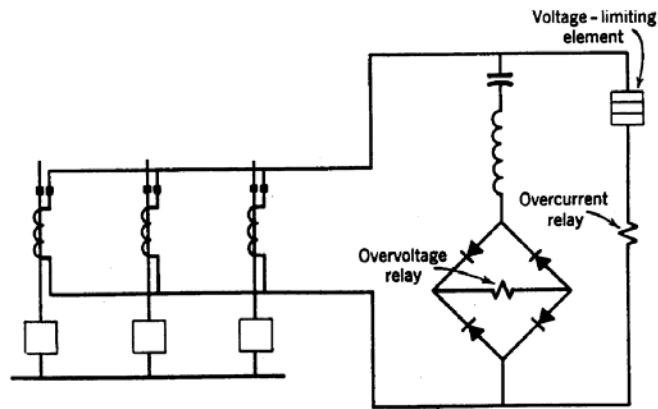 Voltage-limiting
element
Overcurrent
relay
Overvoltage
relay